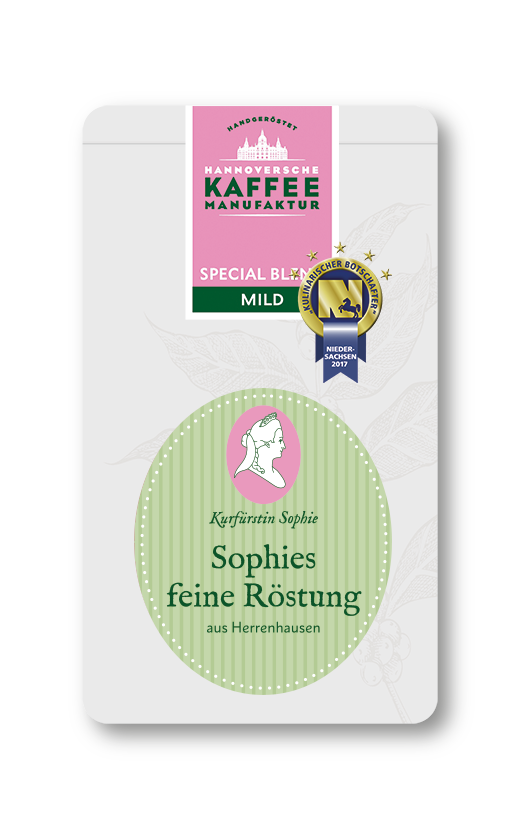 HANDGERÖSTET
HANNOVERSCHE
KAFFEE
MANUFAKTUR
SPECIAL BLEND
MILD
KULINARISCHER BOTSCHAFTER
N
NIEDER-
SACHSEN
2017
Kurfürstin Sophie
Sophies
feine Röstung
aus Herrenhausen